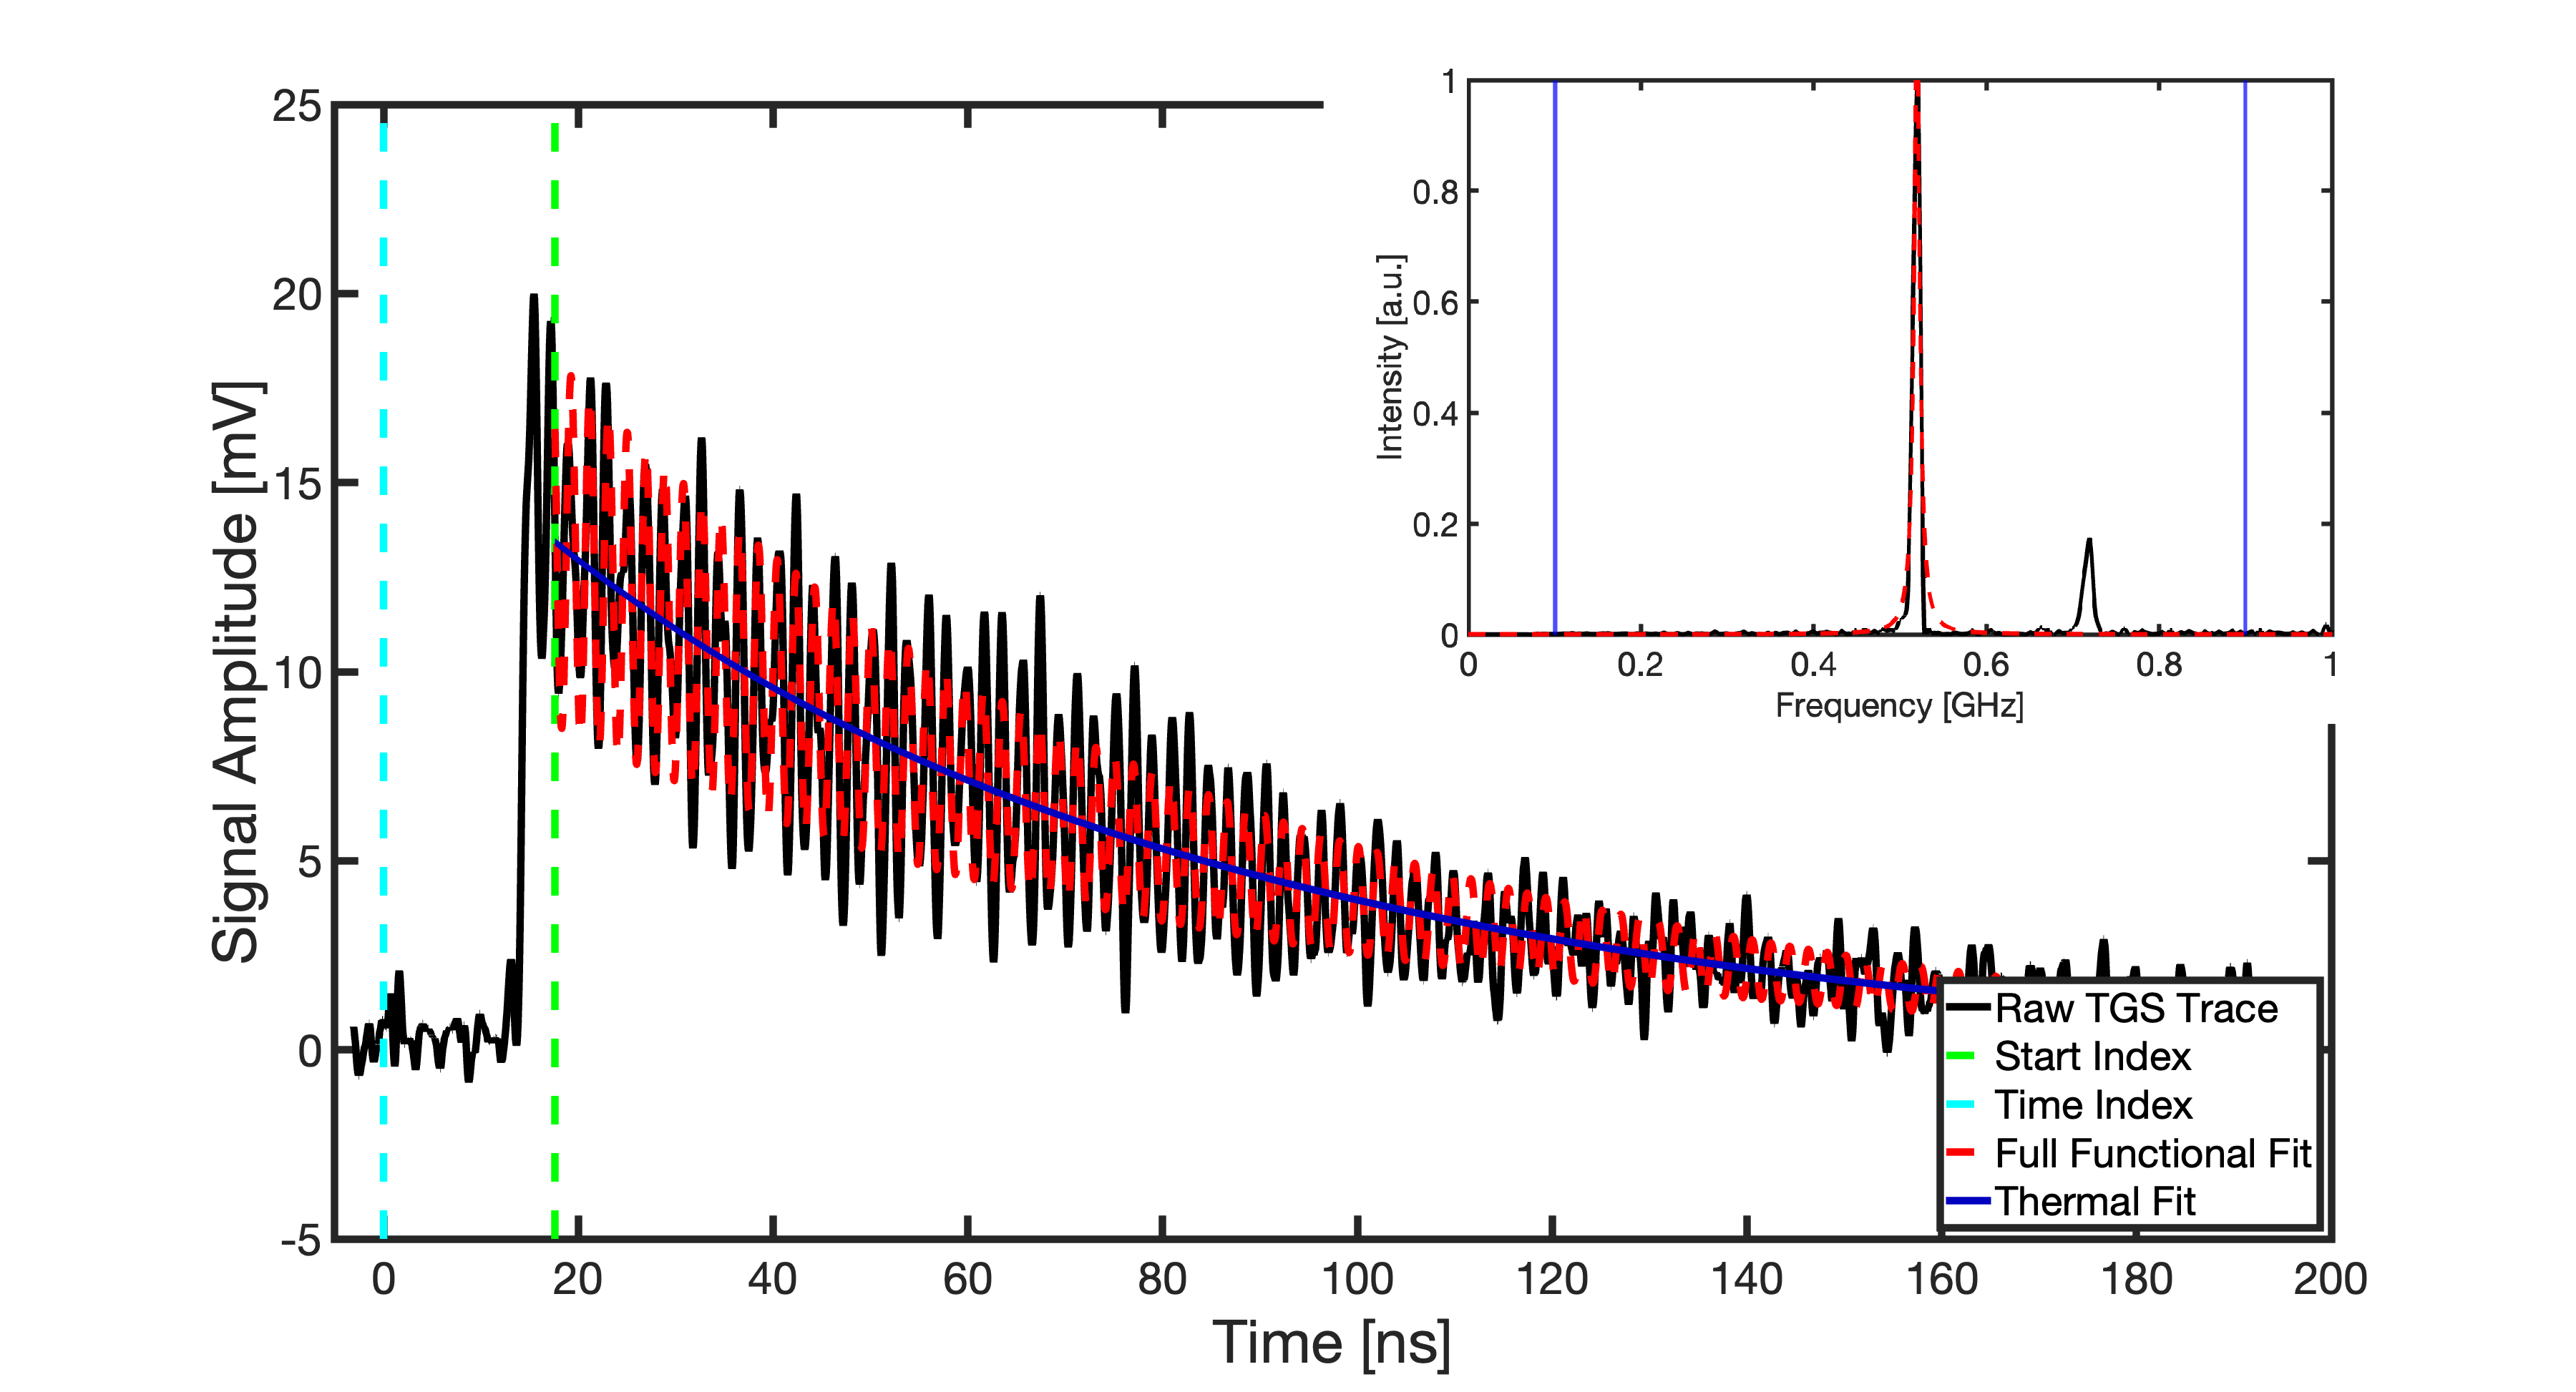 25
20
15
10
5
0
-5
Signal Amplitude [mV]
0 20 40 60 80 100 120 140 160 180 200
Time [ns]
1
0.8
0.6
0.4
0.2
0
Intensity [a.u.]
0 0.2 0.4 0.6 0.8 1
Frequency [GHz]
Raw TGS Trace
Start Index
Time Index
Full Functional Fit
Thermal Fit